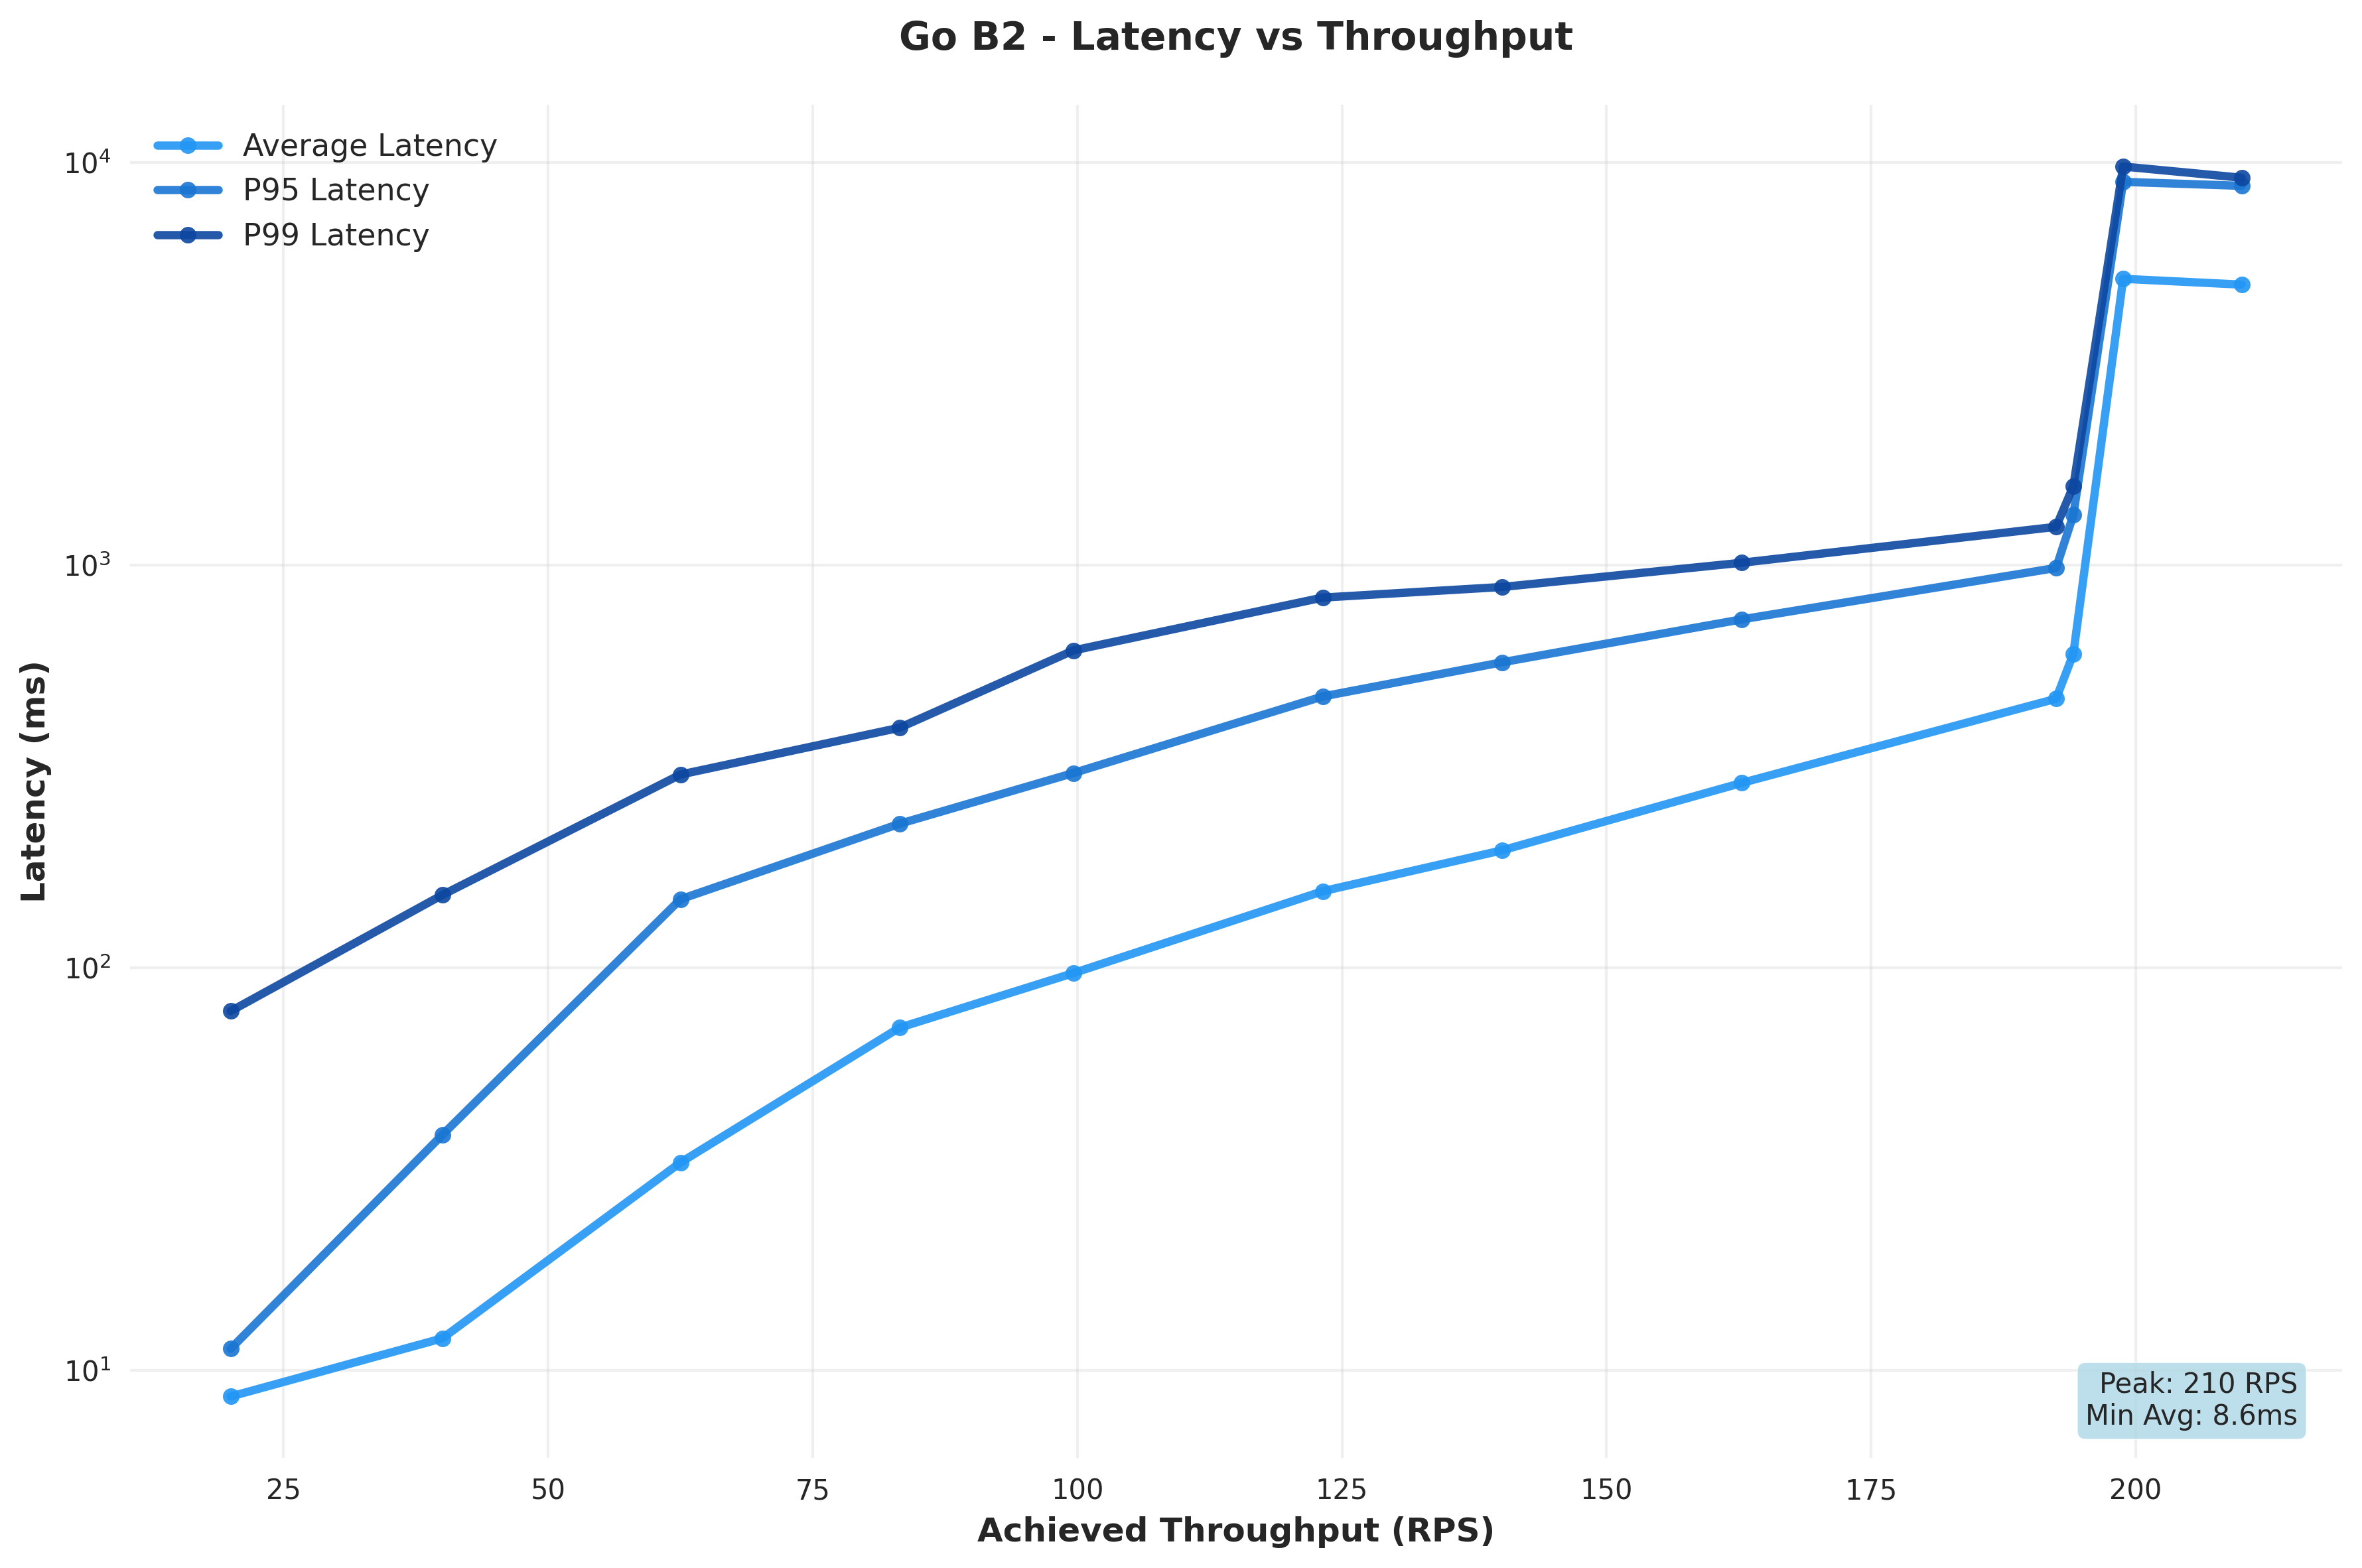 Go B2 - Latency vs Throughput
Average Latency
P95 Latency
P99 Latency
10⁴
10³
10²
10¹
Latency (ms)
Peak: 210 RPS
Min Avg: 8.6ms
25 50 75 100 125 150 175 200
Achieved Throughput (RPS)